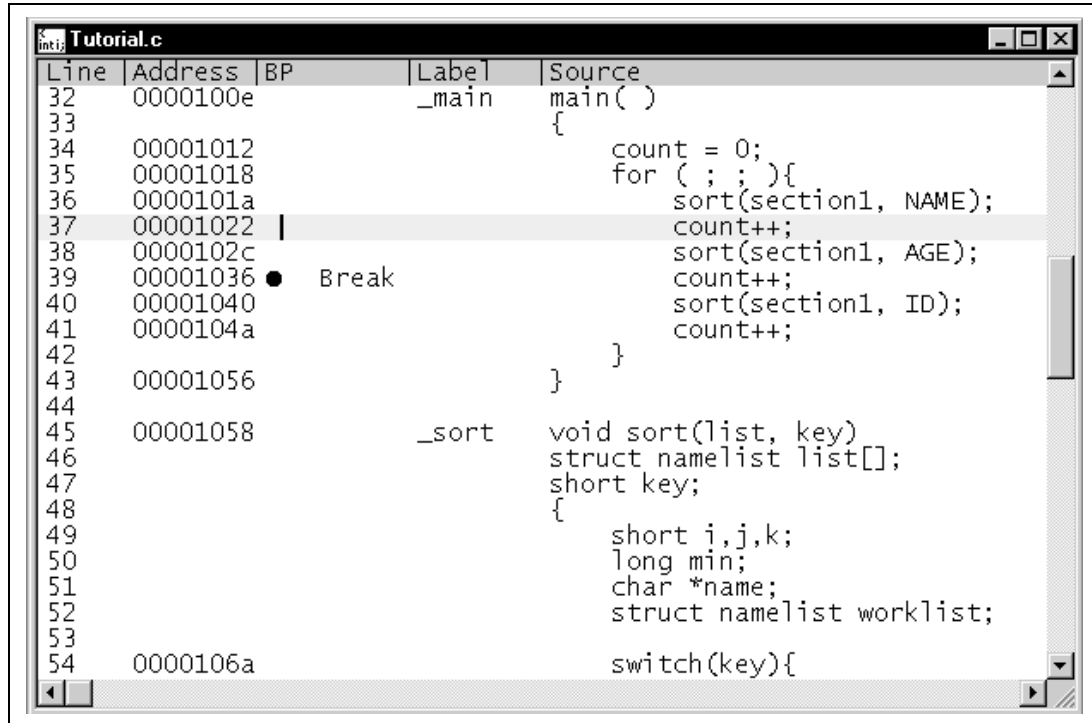 Tutorial.c
Line |Address |BP |Label |Source
32 0000100e _main main( )
33 {
34 00001012 count = 0;
35 00001018 for ( ; ; ){
36 0000101a sort(section1, NAME);
37 00001022 count++;
38 0000102c sort(section1, AGE);
39 00001036 ● Break count++;
40 00001040 sort(section1, ID);
41 0000104a count++;
42 }
43 00001056 }
44
45 00001058 _sort void sort(list, key)
46 struct namelist list[];
47 short key;
48 {
49 short i,j,k;
50 long min;
51 char *name;
52 struct namelist worklist;
53
54 0000106a switch(key){